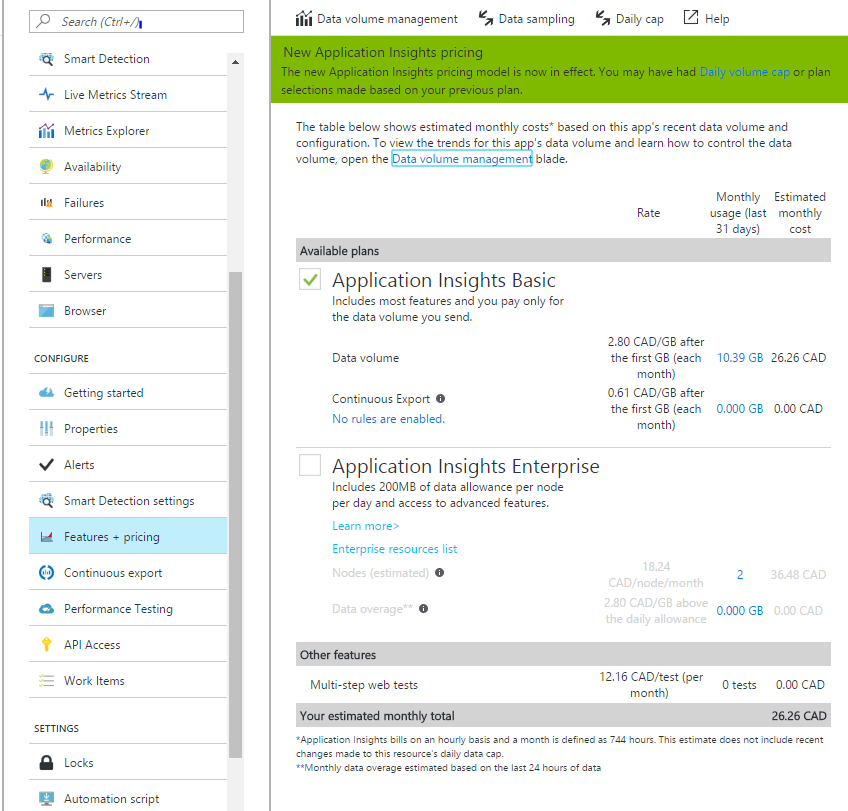 Search (Ctrl+/)
Smart Detection
Live Metrics Stream
Metrics Explorer
Availability
Failures
Performance
Servers
Browser
CONFIGURE
Getting started
Properties
Alerts
Smart Detection settings
Features + pricing
Continuous export
Performance Testing
API Access
Work Items
SETTINGS
Locks
Automation script
Data volume management Data sampling Daily cap Help
New Application Insights pricing
The new Application Insights pricing model is now in effect. You may have had Daily volume cap or plan
selections made based on your previous plan.
The table below shows estimated monthly costs* based on this app's recent data volume and
configuration. To view the trends for this app's data volume and learn how to control the data
volume, open the Data volume management blade.
Rate
Monthly
usage (last
31 days)
Estimated
monthly
cost
Available plans
Application Insights Basic
Includes most features and you pay only for
the data volume you send.
Data volume
2.80 CAD/GB after
the first GB (each
month)
10.39 GB
26.26 CAD
Continuous Export
No rules are enabled.
0.61 CAD/GB after
the first GB (each
month)
0.000 GB
0.00 CAD
Application Insights Enterprise
Includes 200MB of data allowance per node
per day and access to advanced features.
Learn more>
Enterprise resources list
Nodes (estimated)
18.24
CAD/node/month
2
36.48 CAD
Data overage**
2.80 CAD/GB above
the daily allowance
0.000 GB
0.00 CAD
Other features
Multi-step web tests
12.16 CAD/test (per
month)
0 tests
0.00 CAD
Your estimated monthly total 26.26 CAD
*Application Insights bills on an hourly basis and a month is defined as 744 hours. This estimate does not include recent
changes made to this resource's daily data cap.
**Monthly data overage estimated based on the last 24 hours of data